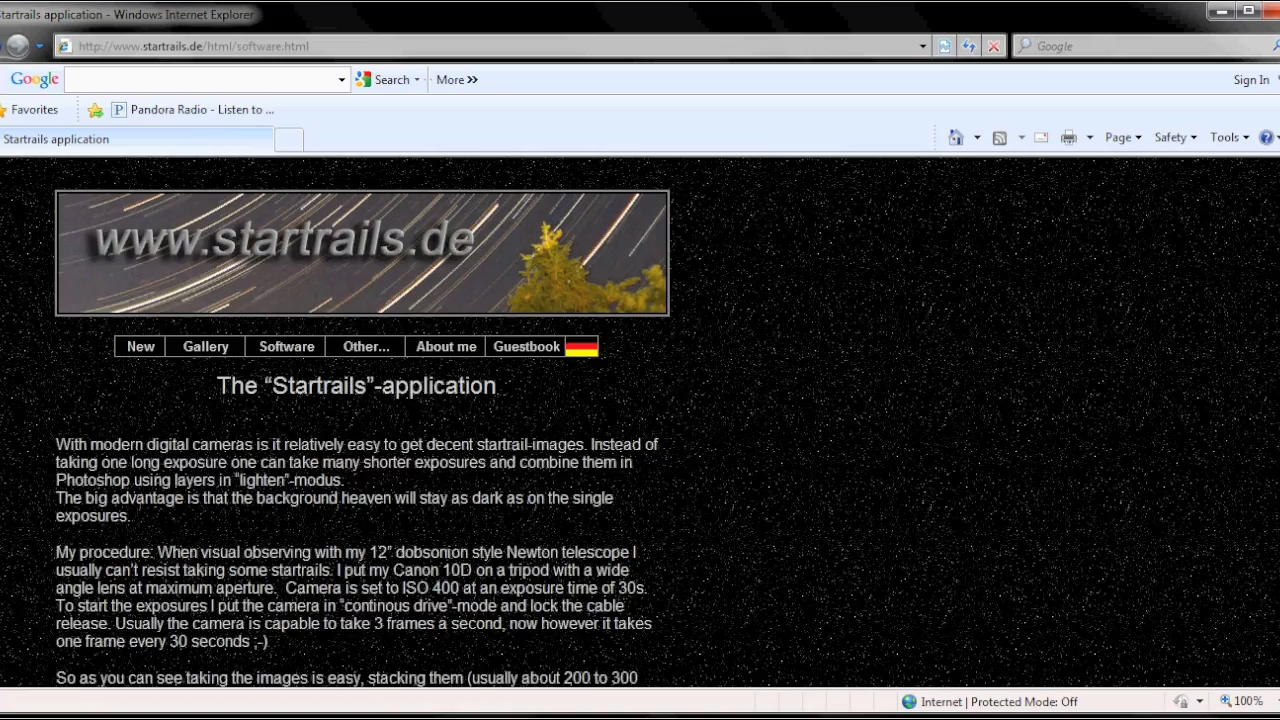 Startrails application - Windows Internet Explorer
http://www.startrails.de/html/software.html
Google
Google
Search
More »
Sign In
Favorites
P
Pandora Radio - Listen to ...
Startrails application
Page
Safety
Tools
www.startrails.de
New
Gallery
Software
Other...
About me
Guestbook
The “Startrails”-application
With modern digital cameras is it relatively easy to get decent startrail-images. Instead of
taking one long exposure one can take many shorter exposures and combine them in
Photoshop using layers in “lighten”-modus.
The big advantage is that the background heaven will stay as dark as on the single
exposures.
My procedure: When visual observing with my 12” dobsonion style Newton telescope I
usually can’t resist taking some startrails. I put my Canon 10D on a tripod with a wide
angle lens at maximum aperture. Camera is set to ISO 400 at an exposure time of 30s.
To start the exposures I put the camera in “continous drive”-mode and lock the cable
release. Usually the camera is capable to take 3 frames a second, now however it takes
one frame every 30 seconds ;-)
So as you can see taking the images is easy, stacking them (usually about 200 to 300
Internet | Protected Mode: Off
100%